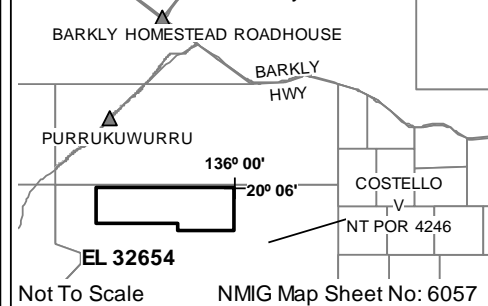 BARKLY HOMESTEAD ROADHOUSE
BARKLY
HWY
PURRUKUWURRU
136º 00'
20º 06'
COSTELLO
V
NT POR 4246
EL 32654
Not To Scale
NMIG Map Sheet No: 6057